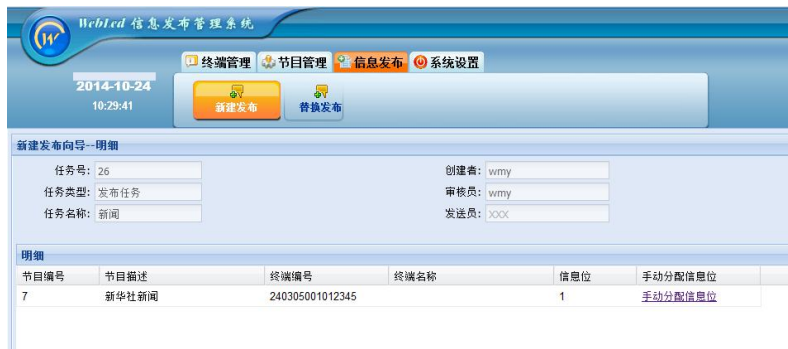 W
WebLed 信息发布管理系统
终端管理 节目管理 信息发布 系统设置
2014-10-24
10:29:41
新建发布 替换发布
新建发布向导--明细
任务号: 26 创建者: wmy
任务类型: 发布任务 审核员: wmy
任务名称: 新闻 发送员: XXX
明细
节目编号 节目描述 终端编号 终端名称 信息位 手动分配信息位
7 新华社新闻 240305001012345 1 手动分配信息位